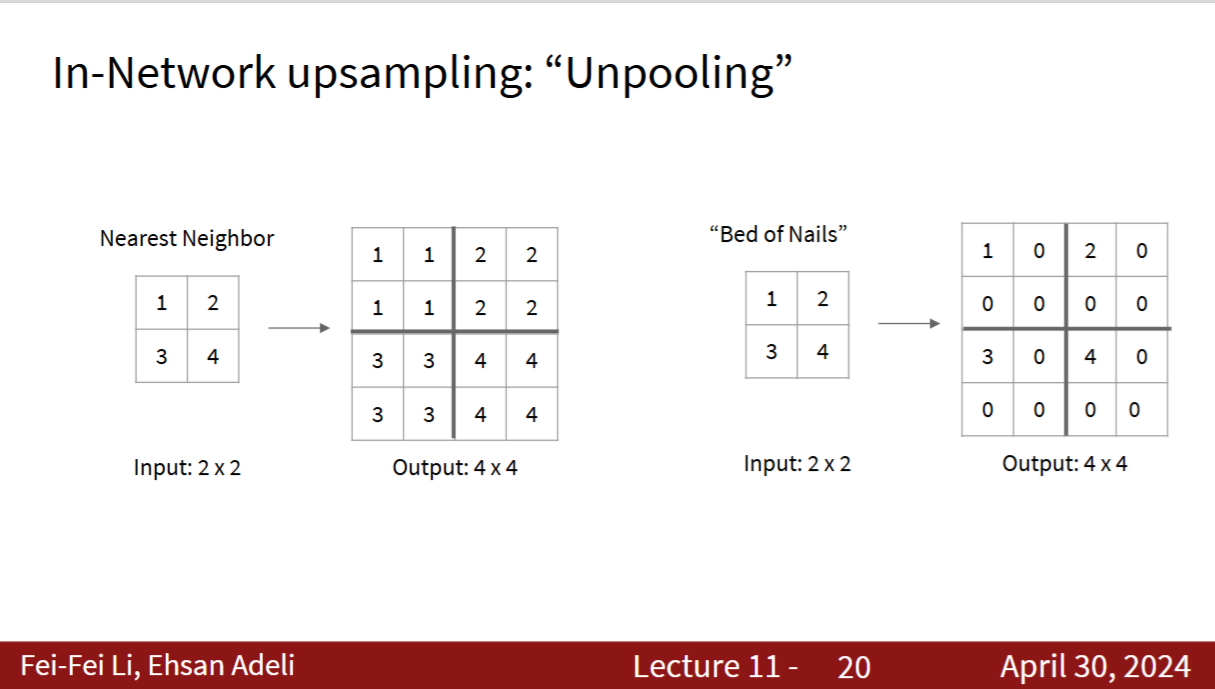 In-Network upsampling: “Unpooling”
Nearest Neighbor
1 2
3 4
Input: 2 x 2
1 1 2 2
1 1 2 2
3 3 4 4
3 3 4 4
Output: 4 x 4
“Bed of Nails”
1 2
3 4
Input: 2 x 2
1 0 2 0
0 0 0 0
3 0 4 0
0 0 0 0
Output: 4 x 4
Fei-Fei Li, Ehsan Adeli
Lecture 11 - 20
April 30, 2024